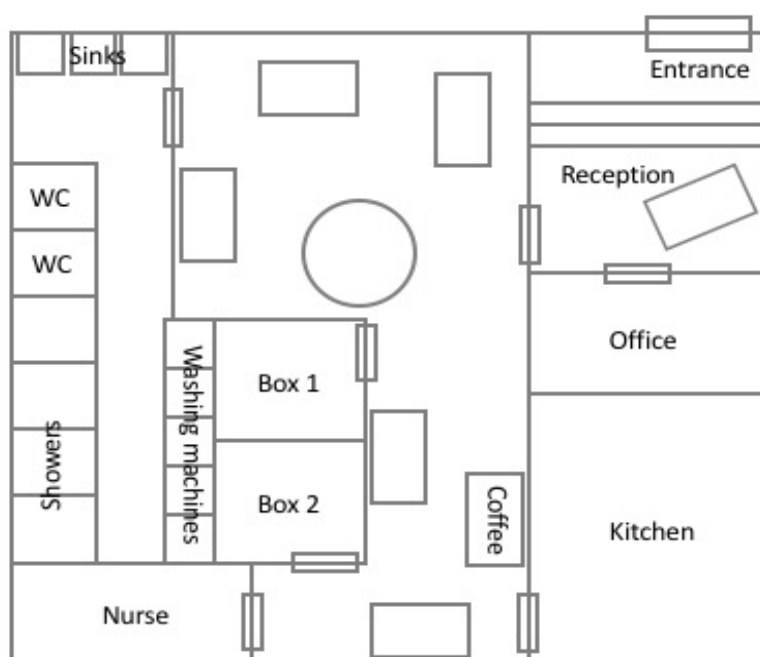 Sinks
Entrance
Reception
WC
WC
Office
Washing machines
Box 1
Showers
Box 2
Coffee
Kitchen
Nurse